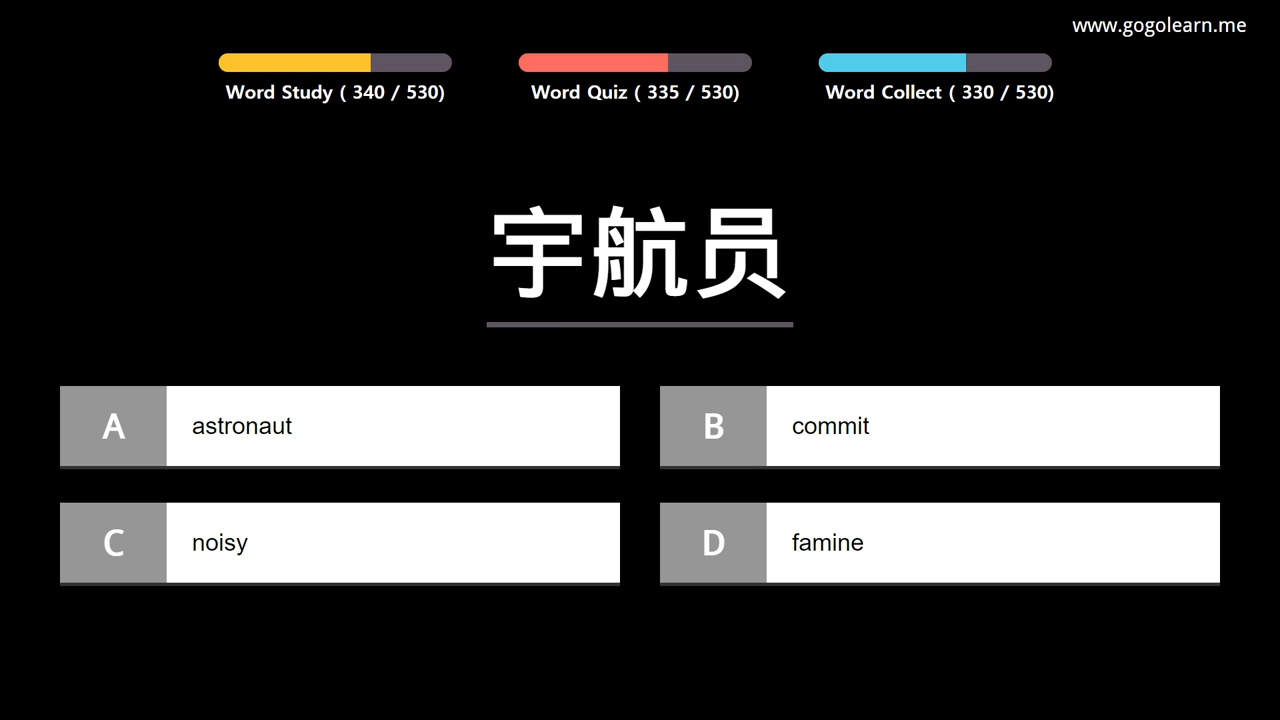 www.gogolearn.me
Word Study ( 340 / 530)
Word Quiz ( 335 / 530)
Word Collect ( 330 / 530)
宇航员
A astronaut
B commit
C noisy
D famine